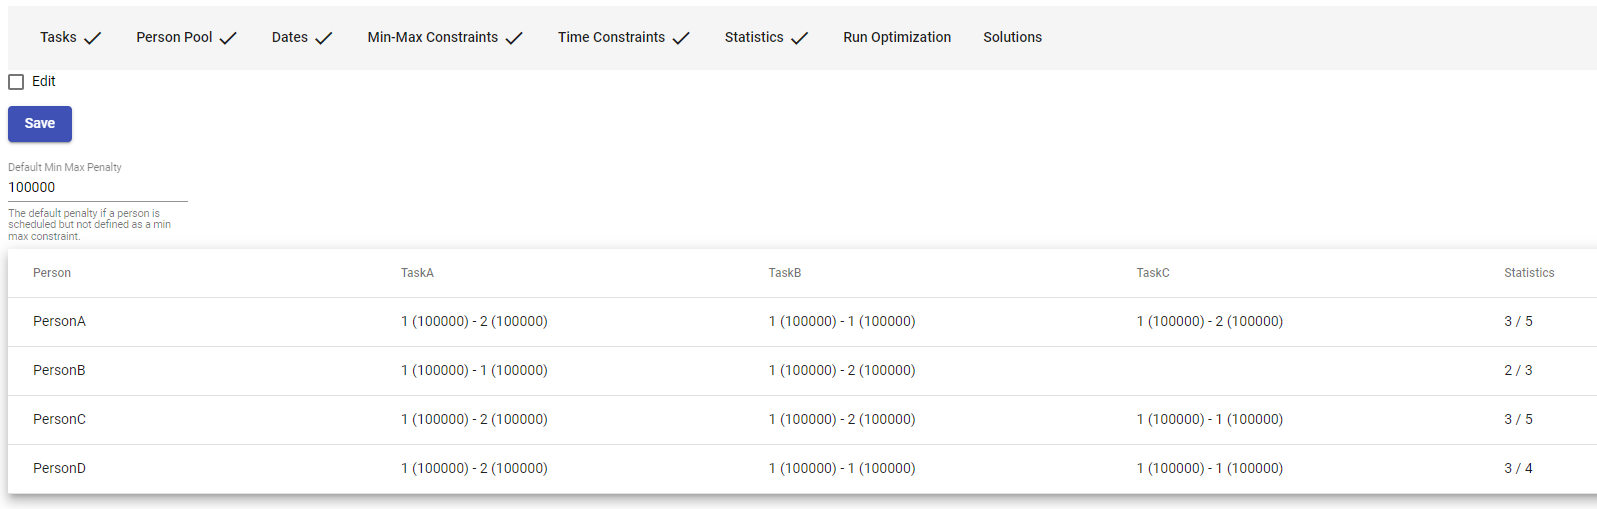 Tasks Person Pool Dates Min-Max Constraints Time Constraints Statistics Run Optimization Solutions
Edit
Save
Default Min Max Penalty
100000
The default penalty if a person is
scheduled but not defined as a min
max constraint.
Person TaskA TaskB TaskC Statistics
PersonA 1 (100000) - 2 (100000) 1 (100000) - 1 (100000) 1 (100000) - 2 (100000) 3 / 5
PersonB 1 (100000) - 1 (100000) 1 (100000) - 2 (100000) 2 / 3
PersonC 1 (100000) - 2 (100000) 1 (100000) - 2 (100000) 1 (100000) - 1 (100000) 3 / 5
PersonD 1 (100000) - 2 (100000) 1 (100000) - 1 (100000) 1 (100000) - 1 (100000) 3 / 4